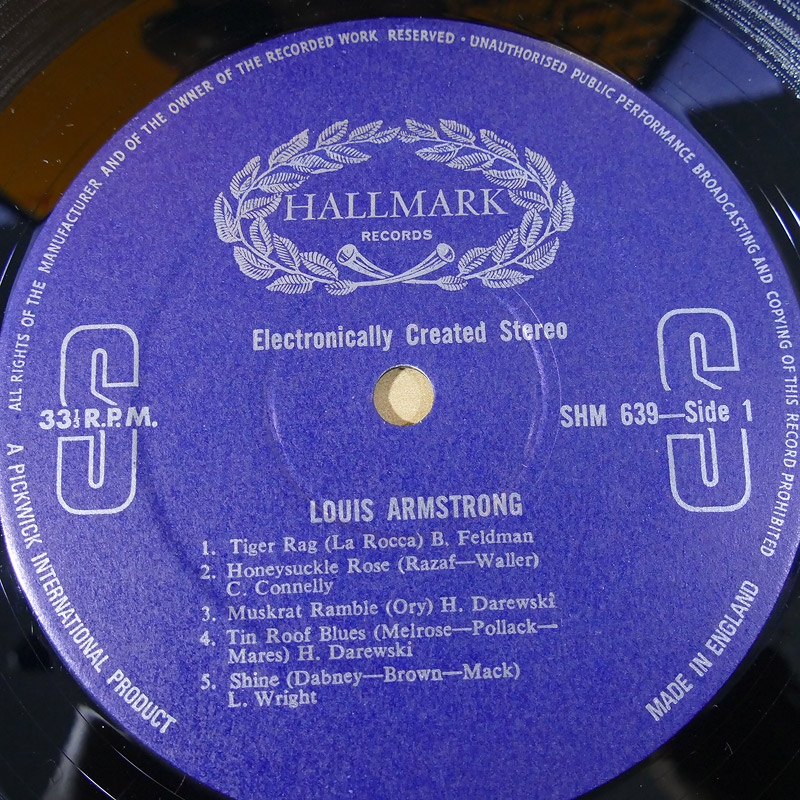 ALL RIGHTS OF THE MANUFACTURER AND OF THE OWNER OF THE RECORDED WORK RESERVED · UNAUTHORISED PUBLIC PERFORMANCE BROADCASTING AND COPYING OF THIS RECORD PROHIBITED
HALLMARK
RECORDS
Electronically Created Stereo
33⅓ R.P.M.
SHM 639—Side 1
LOUIS ARMSTRONG
1. Tiger Rag (La Rocca) B. Feldman
2. Honeysuckle Rose (Razaf—Waller)
C. Connelly
3. Muskrat Ramble (Ory) H. Darewski
4. Tin Roof Blues (Melrose—Pollack—
Mares) H. Darewski
5. Shine (Dabney—Brown—Mack)
L. Wright
A PICKWICK INTERNATIONAL PRODUCT
MADE IN ENGLAND